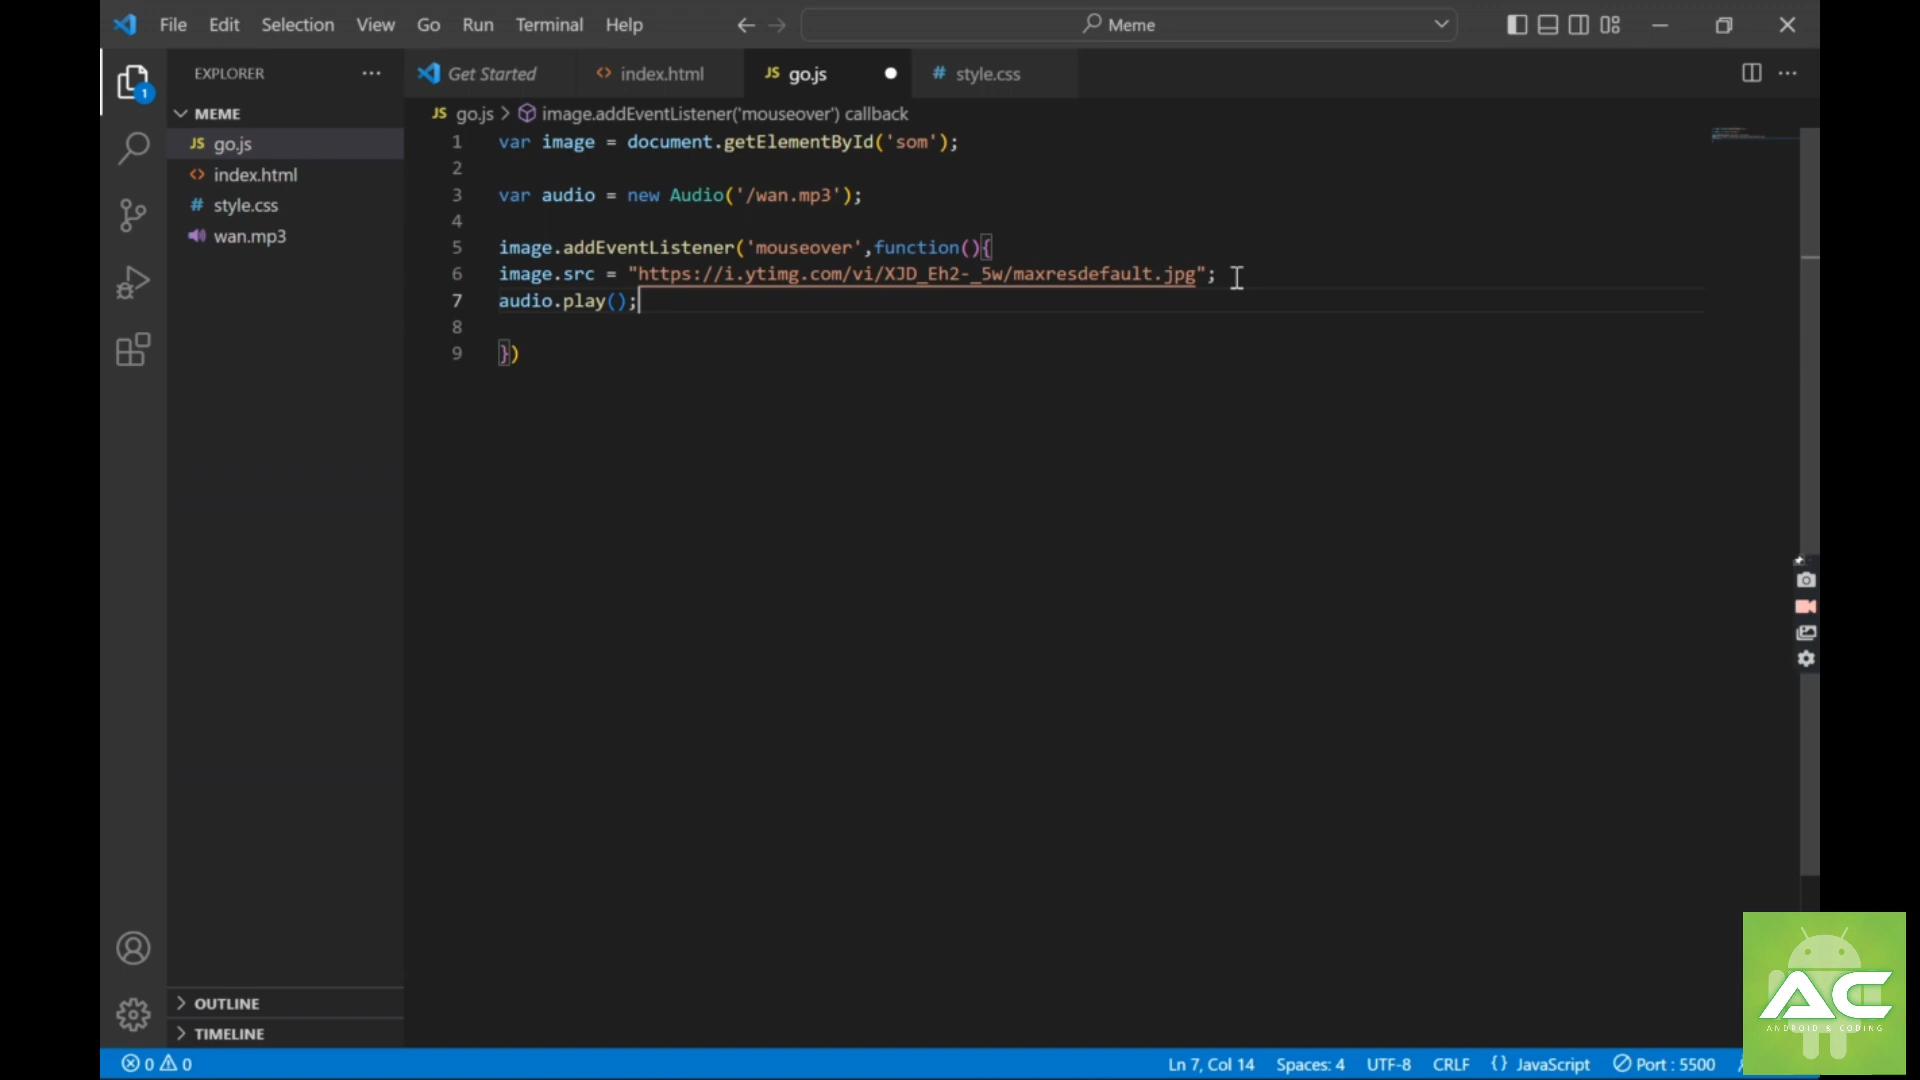 File Edit Selection View Go Run Terminal Help
Meme
EXPLORER
Get Started
index.html
JS go.js
# style.css
1
MEME
JS go.js
index.html
# style.css
wan.mp3
OUTLINE
TIMELINE
JS go.js > image.addEventListener('mouseover') callback
1 var image = document.getElementById('som');
2
3 var audio = new Audio('/wan.mp3');
4
5 image.addEventListener('mouseover',function(){
6 image.src = "https://i.ytimg.com/vi/XJD_Eh2-_5w/maxresdefault.jpg";
7 audio.play();
8
9 })
0 0
Ln 7, Col 14 Spaces: 4 UTF-8 CRLF {} JavaScript Port : 5500
AC
ANDROID & CODING